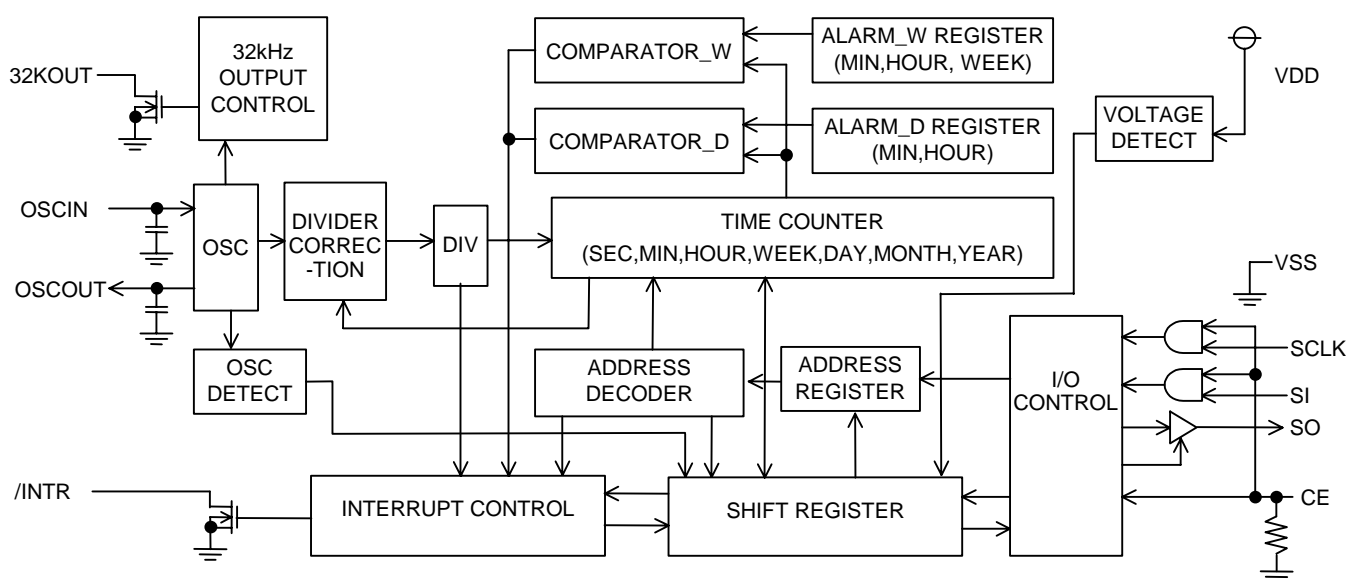 32KOUT
32kHz
OUTPUT
CONTROL
COMPARATOR_W
ALARM_W REGISTER
(MIN,HOUR, WEEK)
VDD
COMPARATOR_D
ALARM_D REGISTER
(MIN,HOUR)
VOLTAGE
DETECT
OSCIN
OSCOUT
OSC
DIVIDER
CORREC
-TION
DIV
TIME COUNTER
(SEC,MIN,HOUR,WEEK,DAY,MONTH,YEAR)
VSS
OSC
DETECT
ADDRESS
DECODER
ADDRESS
REGISTER
I/O
CONTROL
SCLK
SI
SO
CE
/INTR
INTERRUPT CONTROL
SHIFT REGISTER